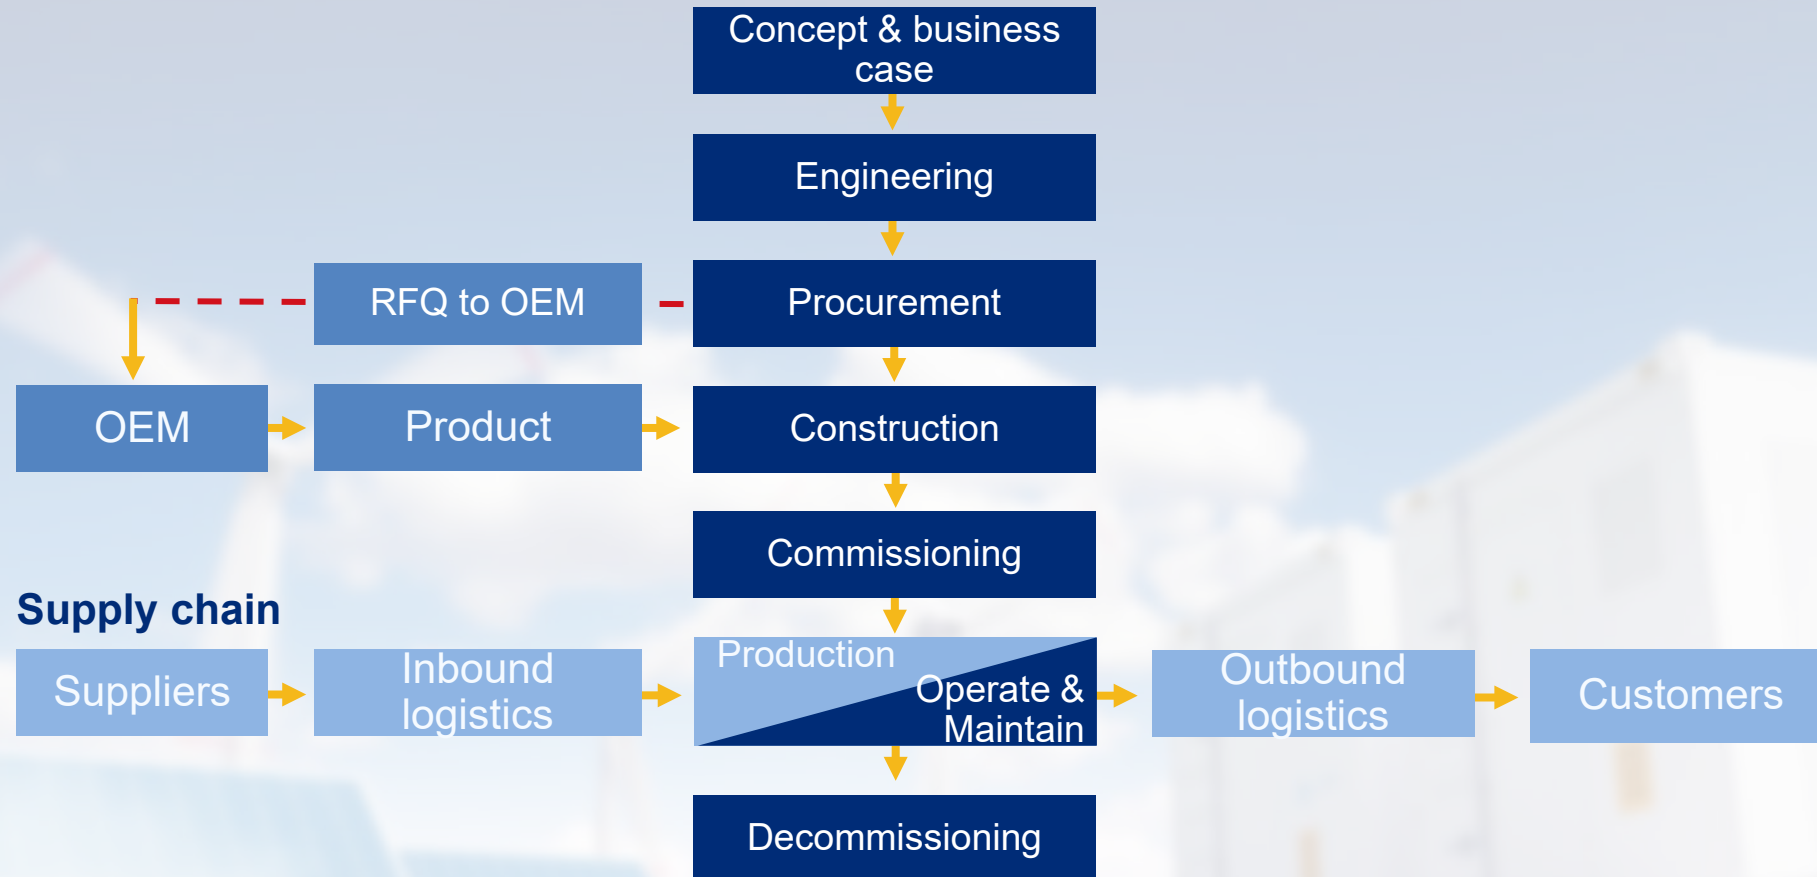 Concept & business
case
Engineering
RFQ to OEM
Procurement
OEM
Product
Construction
Commissioning
Supply chain
Suppliers
Inbound
logistics
Production
Operate &
Maintain
Outbound
logistics
Customers
Decommissioning